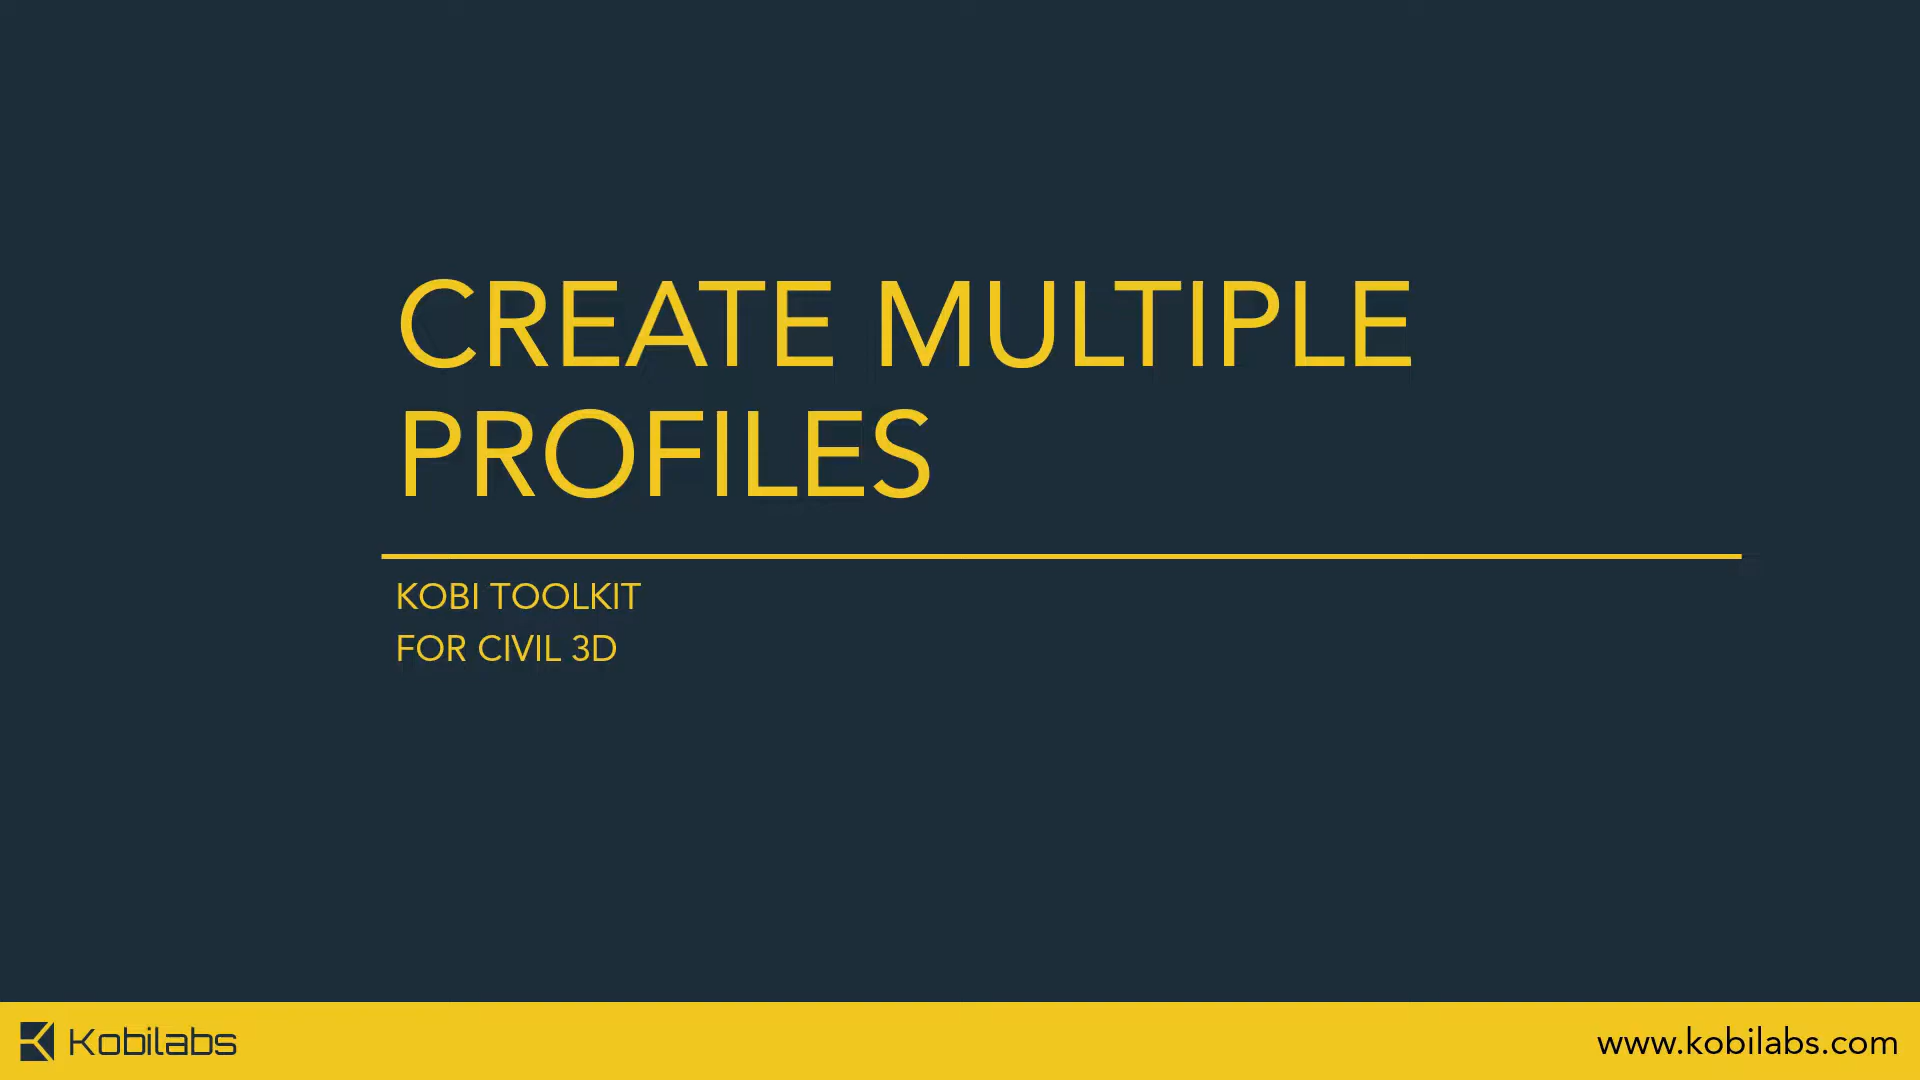 CREATE MULTIPLE
PROFILES
KOBI TOOLKIT
FOR CIVIL 3D
Kobilabs
www.kobilabs.com